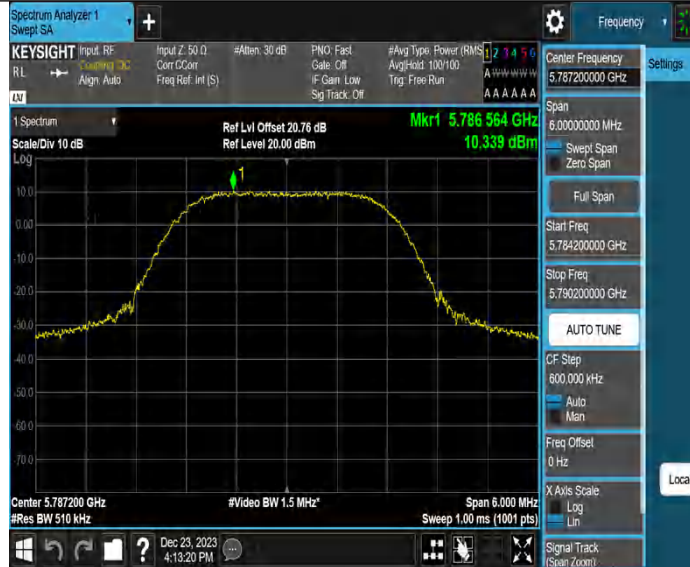 Spectrum Analyzer 1
Swept SA
+
Frequency
KEYSIGHT
RL
Input: RF
Coupling: DC
Align: Auto
Input Z: 50 Ω
Corr CCorr
Freq Ref: Int (S)
#Atten: 30 dB
PNO: Fast
Gate: Off
IF Gain: Low
Sig Track: Off
#Avg Type: Power (RMS
Avg|Hold: 100/100
Trig: Free Run
1 2 3 4 5 6
A W W W W W
A A A A A A
LXI
1 Spectrum
Scale/Div 10 dB
Log
Ref Lvl Offset 20.76 dB
Ref Level 20.00 dBm
Mkr1 5.786 564 GHz
10.339 dBm
1
10.0
0.00
-10.0
-20.0
-30.0
-40.0
-50.0
-60.0
-70.0
Center 5.787200 GHz
#Res BW 510 kHz
#Video BW 1.5 MHz*
Span 6.000 MHz
Sweep 1.00 ms (1001 pts)
?
Dec 23, 2023
4:13:20 PM
Center Frequency
5.787200000 GHz
Span
6.00000000 MHz
Swept Span
Zero Span
Full Span
Start Freq
5.784200000 GHz
Stop Freq
5.790200000 GHz
AUTO TUNE
CF Step
600.000 kHz
Auto
Man
Freq Offset
0 Hz
X Axis Scale
Log
Lin
Signal Track
(Span Zoom)
Settings
Loca